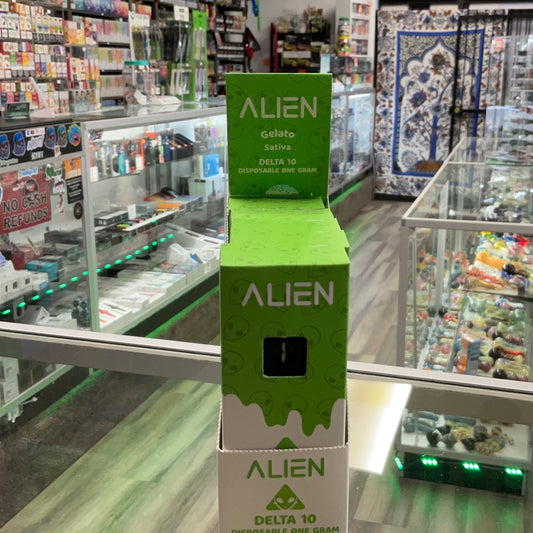 ALIEN
Gelato
Sativa
DELTA 10
DISPOSABLE ONE GRAM
ALIEN
ALIEN
DELTA 10
DISPOSABLE ONE GRAM
NO CASH
REFUNDS